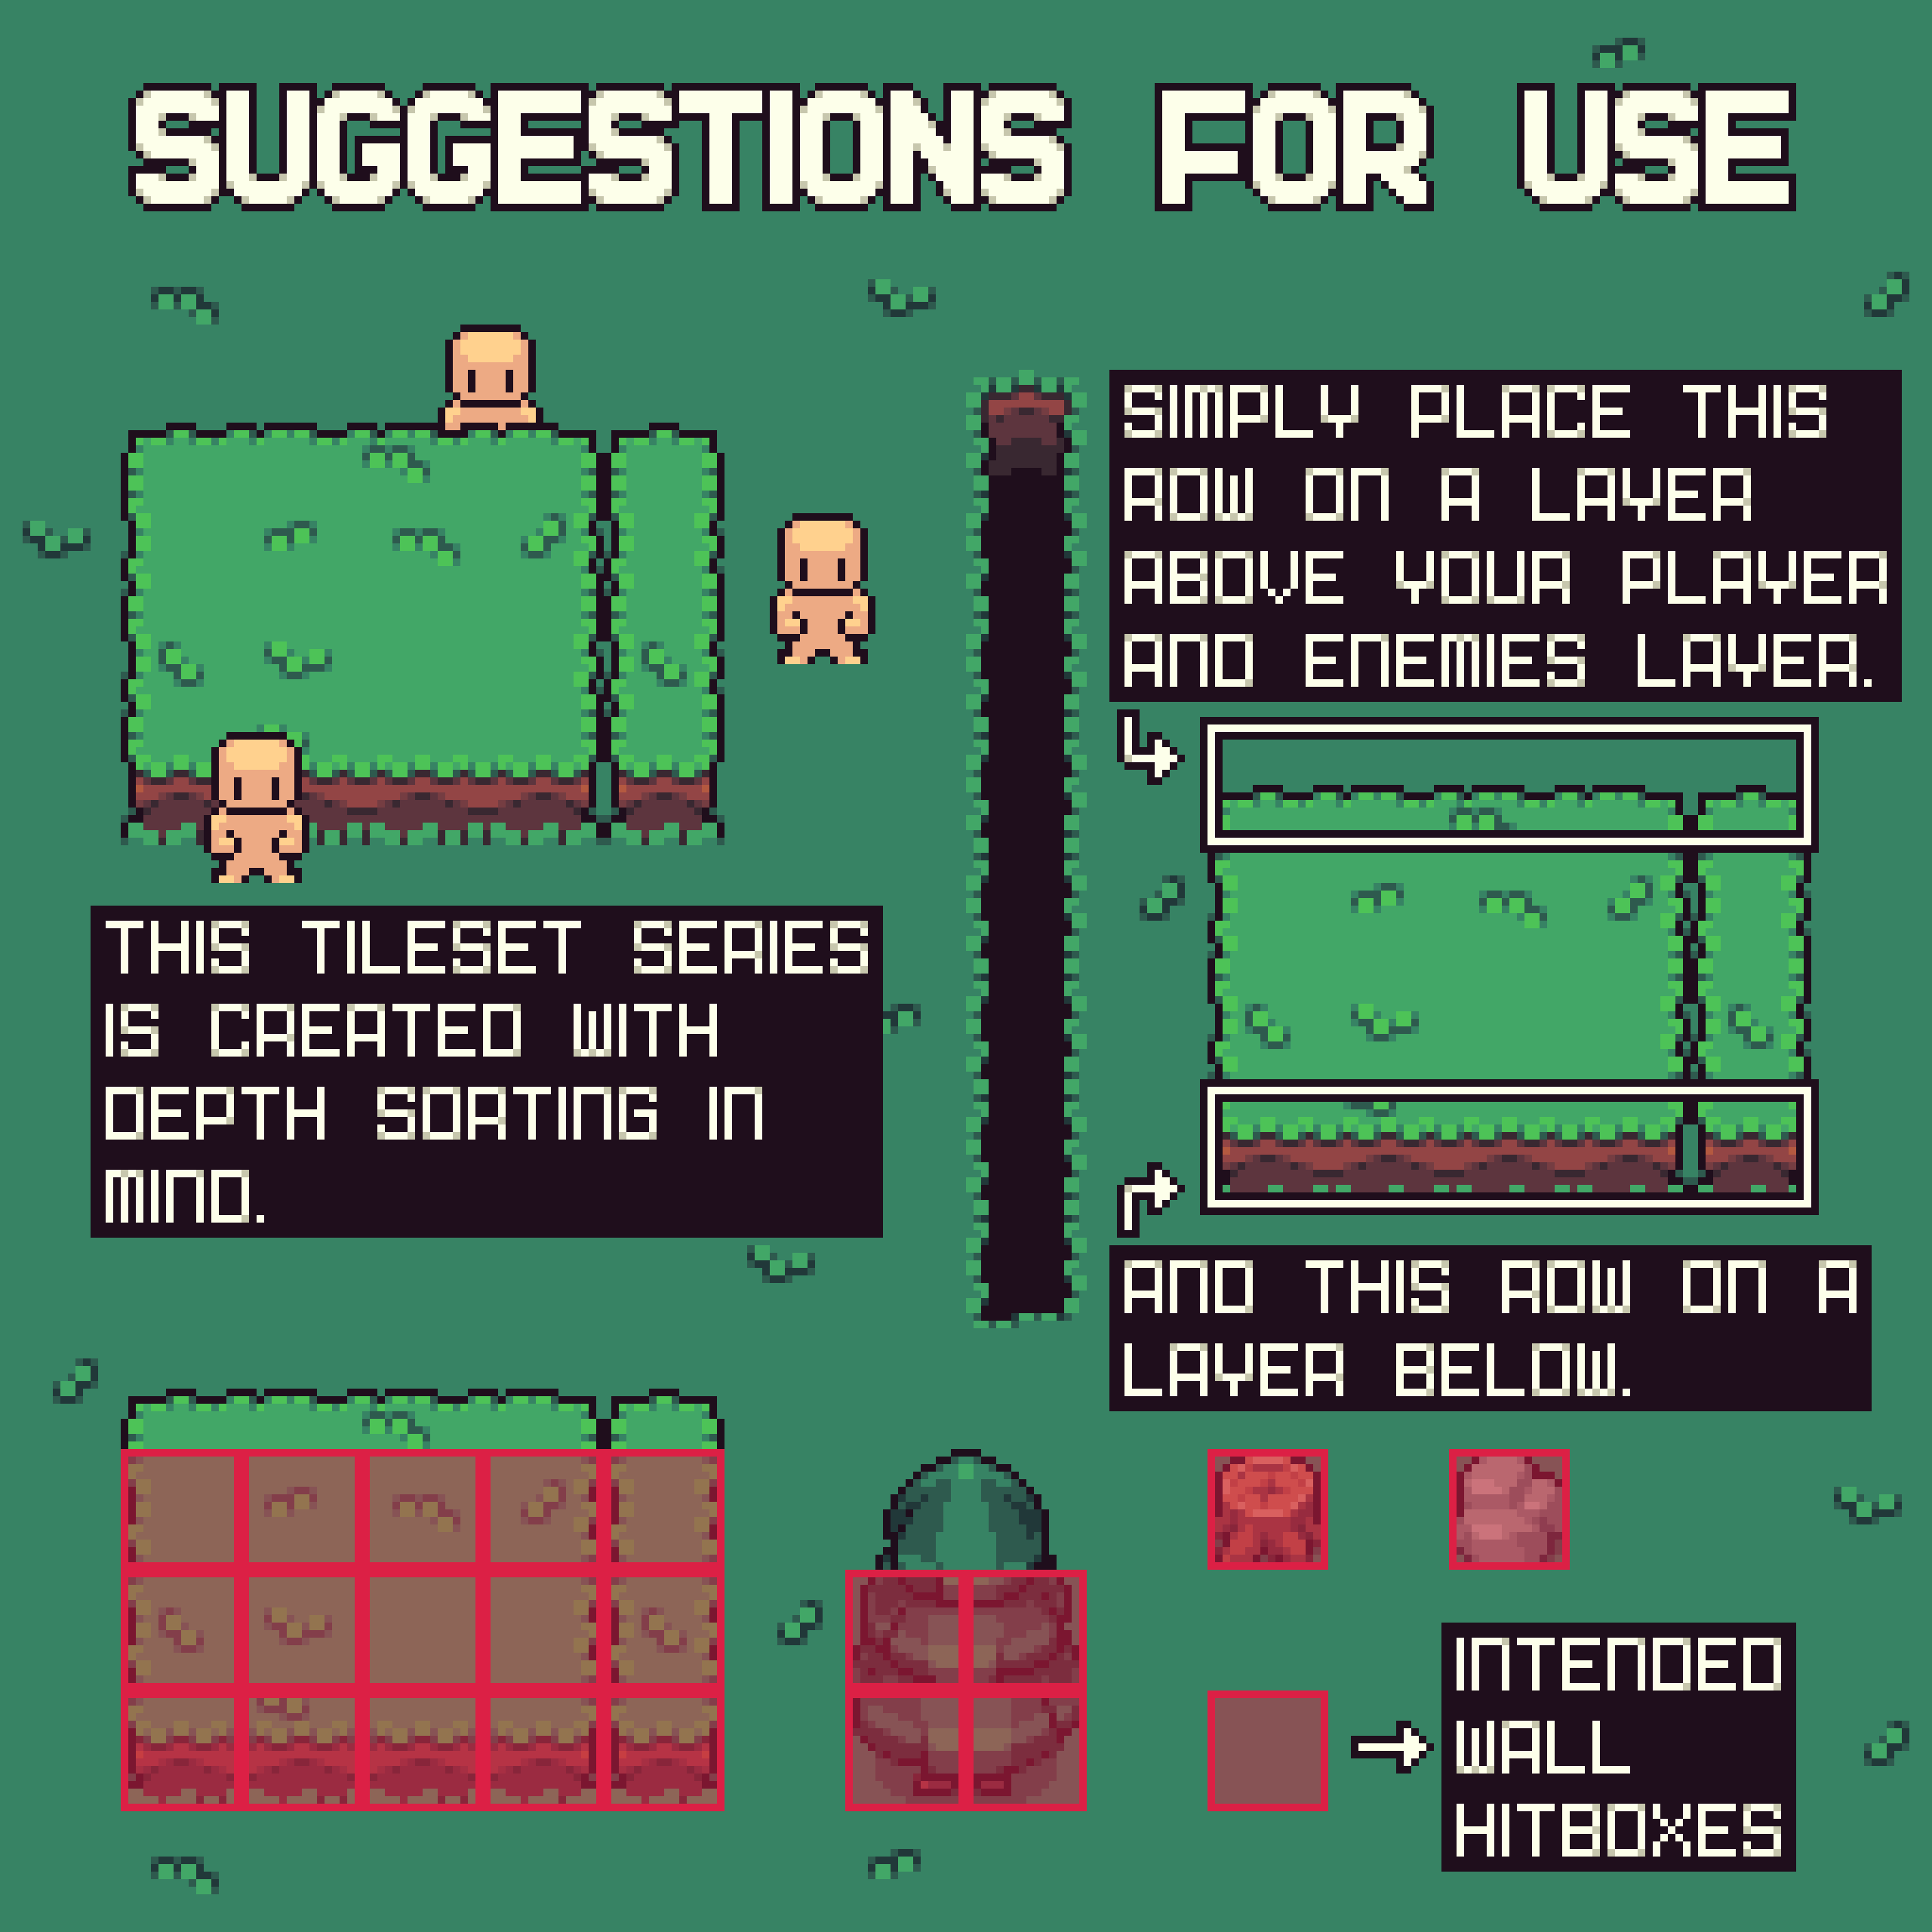 SUGGESTIONS FOR USE
SIMPLY PLACE THIS
ROW ON A LAYER
ABOVE YOUR PLAYER
AND ENEMIES LAYER.
THIS TILESET SERIES
IS CREATED WITH
DEPTH SORTING IN
MIND.
AND THIS ROW ON A
LAYER BELOW.
INTENDED
WALL
HITBOXES